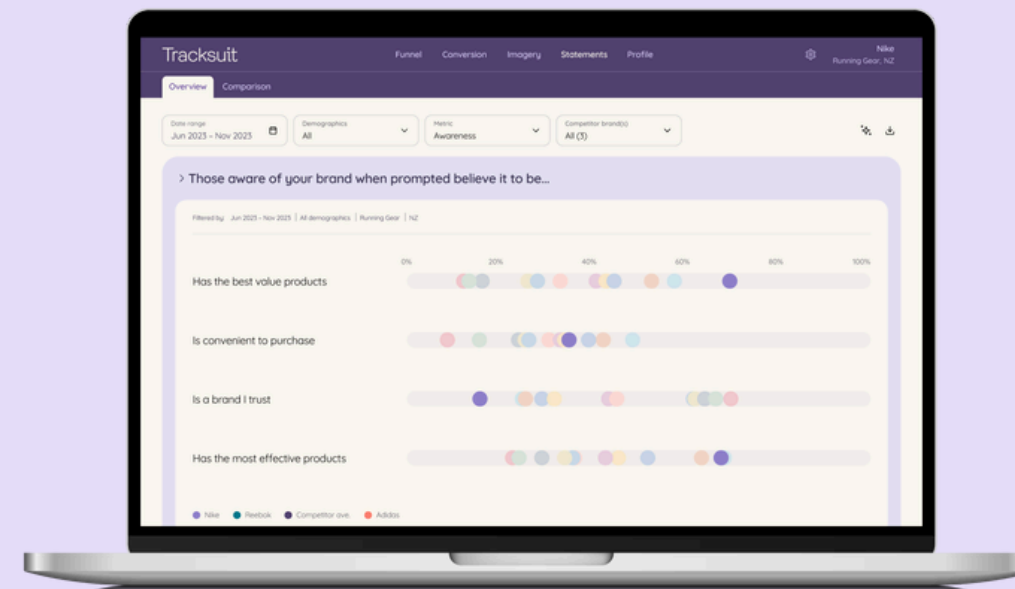 Tracksuit
Funnel Conversion Imagery Statements Profile
Nike
Running Gear, NZ
Overview Comparison
Date range
Jun 2023 - Nov 2023
Demographics
All
Metric
Awareness
Competitor brand(s)
All (3)
> Those aware of your brand when prompted believe it to be...
Filtered by Jun 2023 - Nov 2023 | All demographics | Running Gear | NZ
0% 20% 40% 60% 80% 100%
Has the best value products
Is convenient to purchase
Is a brand I trust
Has the most effective products
Nike Reebok Competitor ave. Adidas